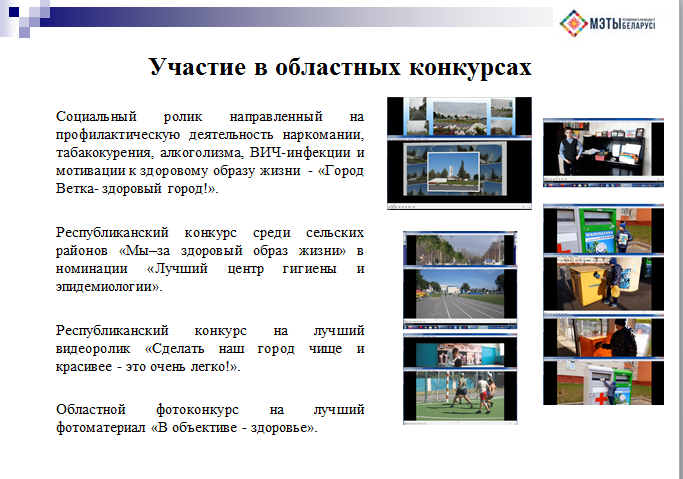 МЭТЫ
БЕЛАРУСІ
Участие в областных конкурсах
Социальный ролик направленный на
профилактическую деятельность наркомании,
табакокурения, алкоголизма, ВИЧ-инфекции и
мотивации к здоровому образу жизни - «Город
Ветка- здоровый город!».
Республиканский конкурс среди сельских
районов «Мы–за здоровый образ жизни» в
номинации «Лучший центр гигиены и
эпидемиологии».
Республиканский конкурс на лучший
видеоролик «Сделать наш город чище и
красивее - это очень легко!».
Областной фотоконкурс на лучший
фотоматериал «В объективе - здоровье».